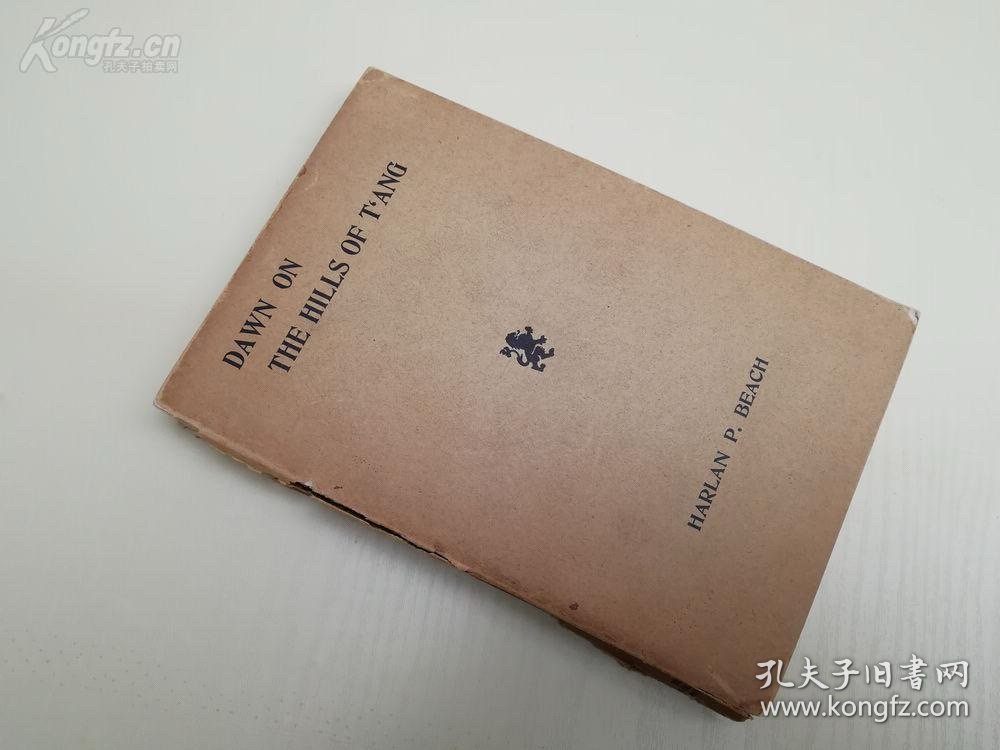 Kongfz.cn
孔夫子拍卖网
DAWN ON
THE HILLS OF T‘ANG
HARLAN P. BEACH
孔夫子旧书网
www.kongfz.com